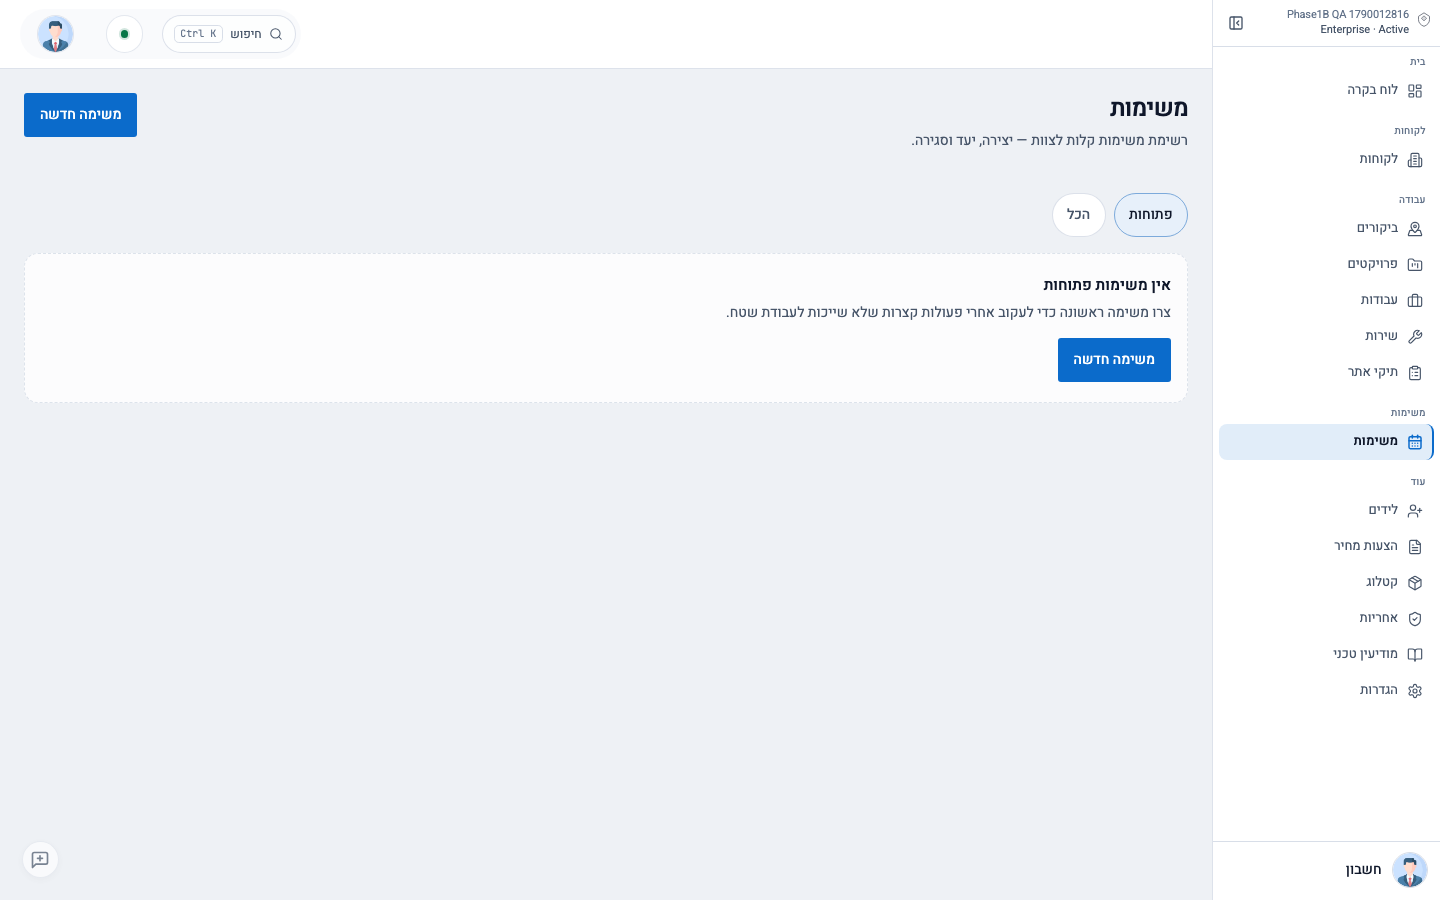 Phase1B QA 1790012816
Enterprise · Active
בית
לוח בקרה
לקוחות
לקוחות
עבודה
ביקורים
פרויקטים
עבודות
שירות
תיקי אתר
משימות
משימות
עוד
לידים
הצעות מחיר
קטלוג
אחריות
מודיעין טכני
הגדרות
חשבון
חיפוש Ctrl K
משימות
רשימת משימות קלות לצוות — יצירה, יעד וסגירה.
משימה חדשה
פתוחות
הכל
אין משימות פתוחות
צרו משימה ראשונה כדי לעקוב אחרי פעולות קצרות שלא שייכות לעבודת שטח.
משימה חדשה